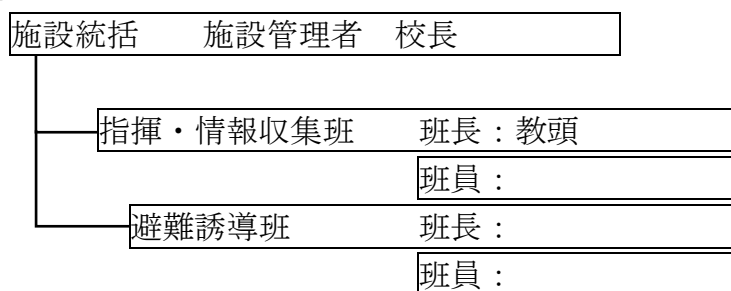 施設統括　　施設管理者　校長
指揮・情報収集班　　班長：教頭
班員：
避難誘導班　　　　班長：
班員：